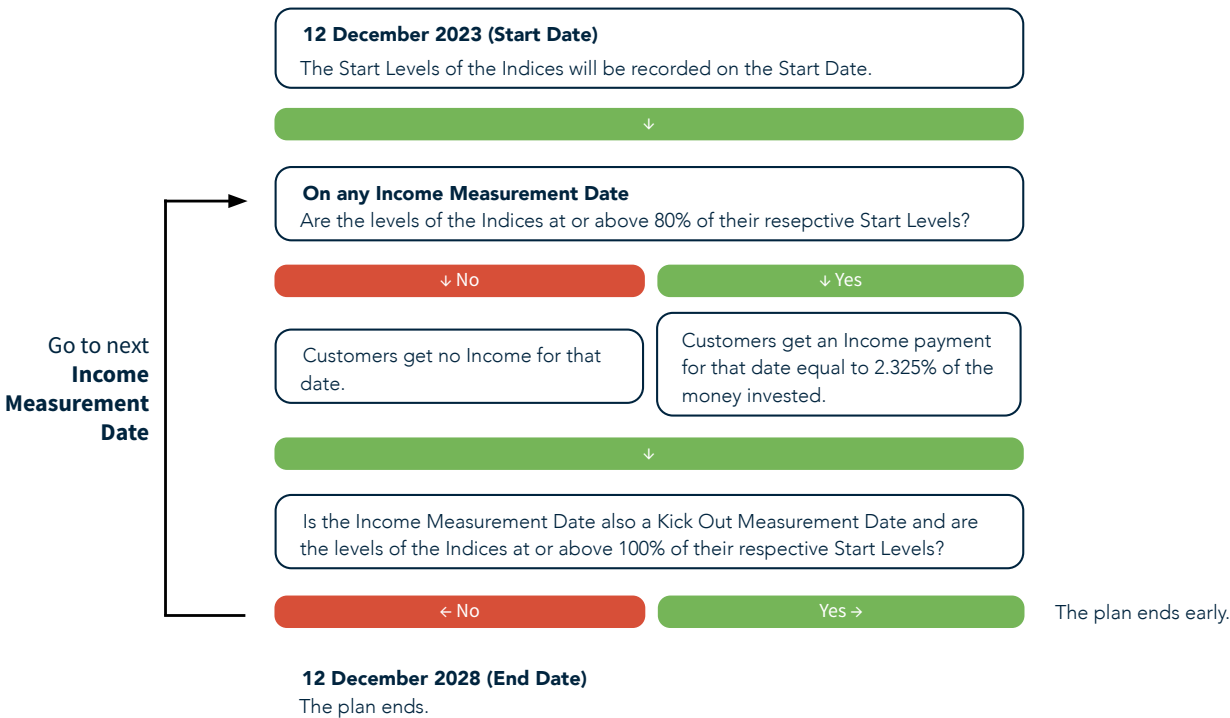 12 December 2023 (Start Date)
The Start Levels of the Indices will be recorded on the Start Date.
↓
On any Income Measurement Date
Are the levels of the Indices at or above 80% of their resepctive Start Levels?
↓ No
↓ Yes
Go to next
Income
Measurement
Date
Customers get no Income for that
date.
Customers get an Income payment
for that date equal to 2.325% of the
money invested.
↓
Is the Income Measurement Date also a Kick Out Measurement Date and are
the levels of the Indices at or above 100% of their respective Start Levels?
← No
Yes →
The plan ends early.
12 December 2028 (End Date)
The plan ends.